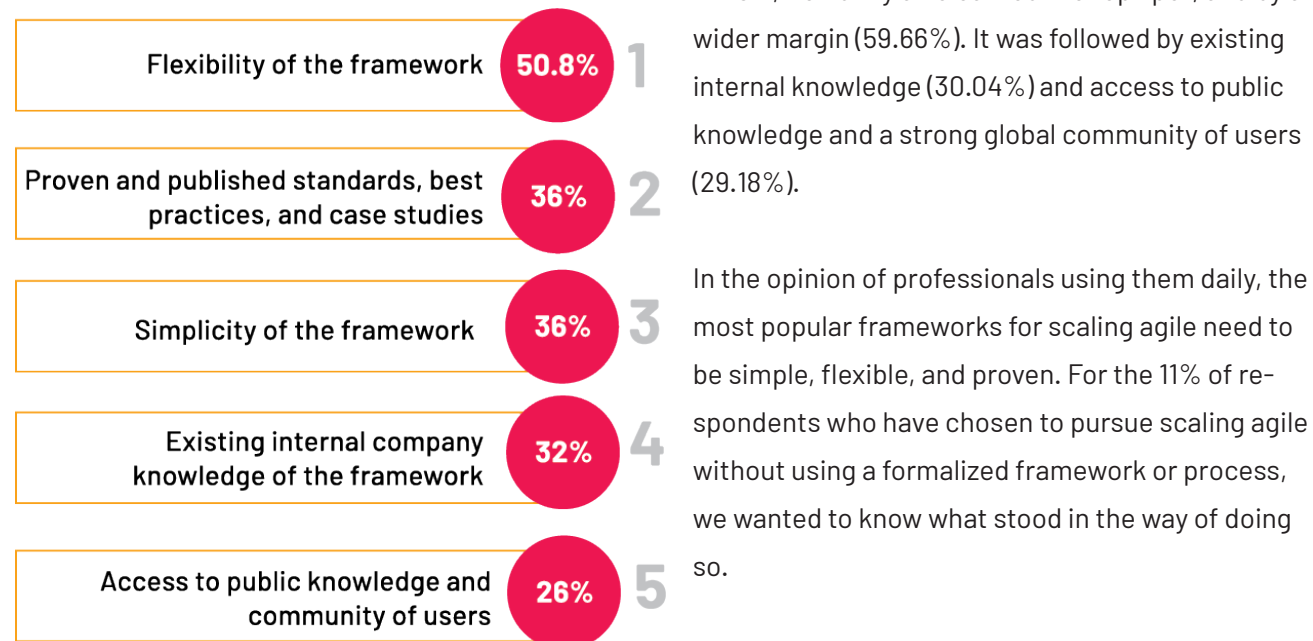 Flexibility of the framework 50.8% 1
Proven and published standards, best
practices, and case studies
36% 2
Simplicity of the framework 36% 3
Existing internal company
knowledge of the framework
32% 4
Access to public knowledge and
community of users
26% 5
wider margin (59.66%). It was followed by existing
internal knowledge (30.04%) and access to public
knowledge and a strong global community of users
(29.18%).
In the opinion of professionals using them daily, the
most popular frameworks for scaling agile need to
be simple, flexible, and proven. For the 11% of re-
spondents who have chosen to pursue scaling agile
without using a formalized framework or process,
we wanted to know what stood in the way of doing
so.